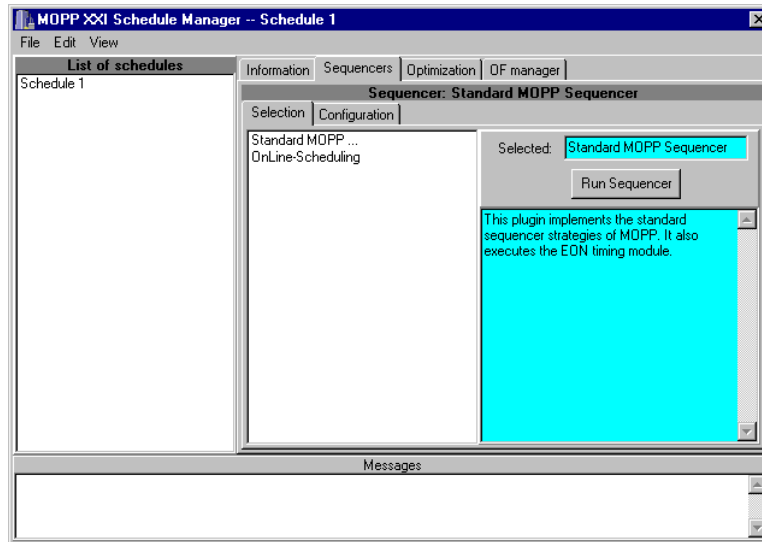 MOPP XXI Schedule Manager -- Schedule 1
File Edit View
List of schedules
Schedule 1
Information Sequencers Optimization OF manager
Sequencer: Standard MOPP Sequencer
Selection Configuration
Standard MOPP ...
OnLine-Scheduling
Selected: Standard MOPP Sequencer
Run Sequencer
This plugin implements the standard
sequencer strategies of MOPP. It also
executes the EON timing module.
Messages